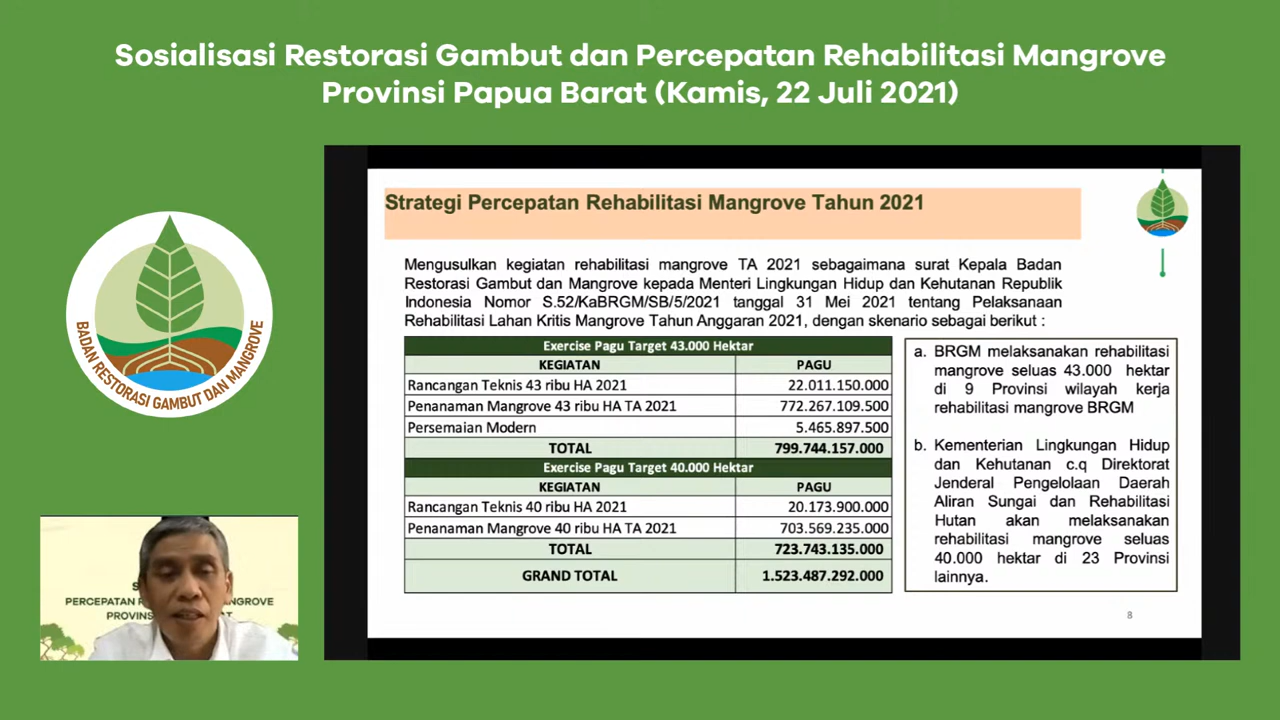 Sosialisasi Restorasi Gambut dan Percepatan Rehabilitasi Mangrove
Provinsi Papua Barat (Kamis, 22 Juli 2021)
BADAN RESTORASI GAMBUT DAN MANGROVE
Strategi Percepatan Rehabilitasi Mangrove Tahun 2021
Mengusulkan kegiatan rehabilitasi mangrove TA 2021 sebagaimana surat Kepala Badan
Restorasi Gambut dan Mangrove kepada Menteri Lingkungan Hidup dan Kehutanan Republik
Indonesia Nomor S.52/KaBRGM/SB/5/2021 tanggal 31 Mei 2021 tentang Pelaksanaan
Rehabilitasi Lahan Kritis Mangrove Tahun Anggaran 2021, dengan skenario sebagai berikut :
Exercise Pagu Target 43.000 Hektar
KEGIATAN PAGU
Rancangan Teknis 43 ribu HA 2021 22.011.150.000
Penanaman Mangrove 43 ribu HA TA 2021 772.267.109.500
Persemaian Modern 5.465.897.500
TOTAL 799.744.157.000
Exercise Pagu Target 40.000 Hektar
KEGIATAN PAGU
Rancangan Teknis 40 ribu HA 2021 20.173.900.000
Penanaman Mangrove 40 ribu HA TA 2021 703.569.235.000
TOTAL 723.743.135.000
GRAND TOTAL 1.523.487.292.000
a. BRGM melaksanakan rehabilitasi
mangrove seluas 43.000 hektar
di 9 Provinsi wilayah kerja
rehabilitasi mangrove BRGM
b. Kementerian Lingkungan Hidup
dan Kehutanan c.q Direktorat
Jenderal Pengelolaan Daerah
Aliran Sungai dan Rehabilitasi
Hutan akan melaksanakan
rehabilitasi mangrove seluas
40.000 hektar di 23 Provinsi
lainnya.
8